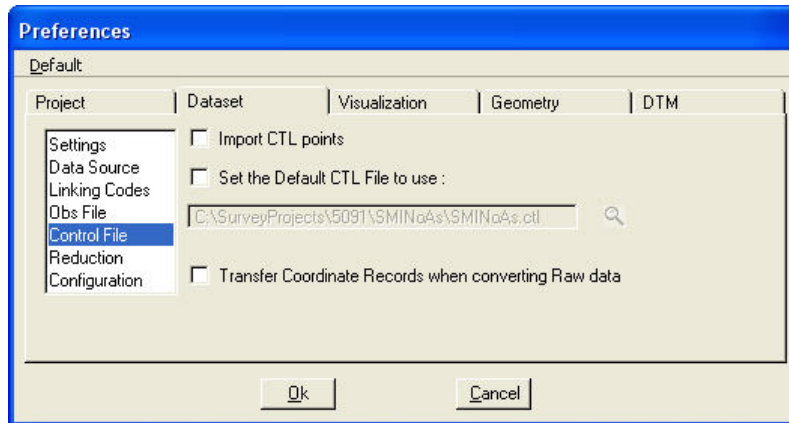 Preferences
Default
Project Dataset Visualization Geometry DTM
Settings
Data Source
Linking Codes
Obs File
Control File
Reduction
Configuration
Import CTL points
Set the Default CTL File to use :
C:\SurveyProjects\5091\SMINoAs\SMINoAs.ctl
Transfer Coordinate Records when converting Raw data
Ok Cancel